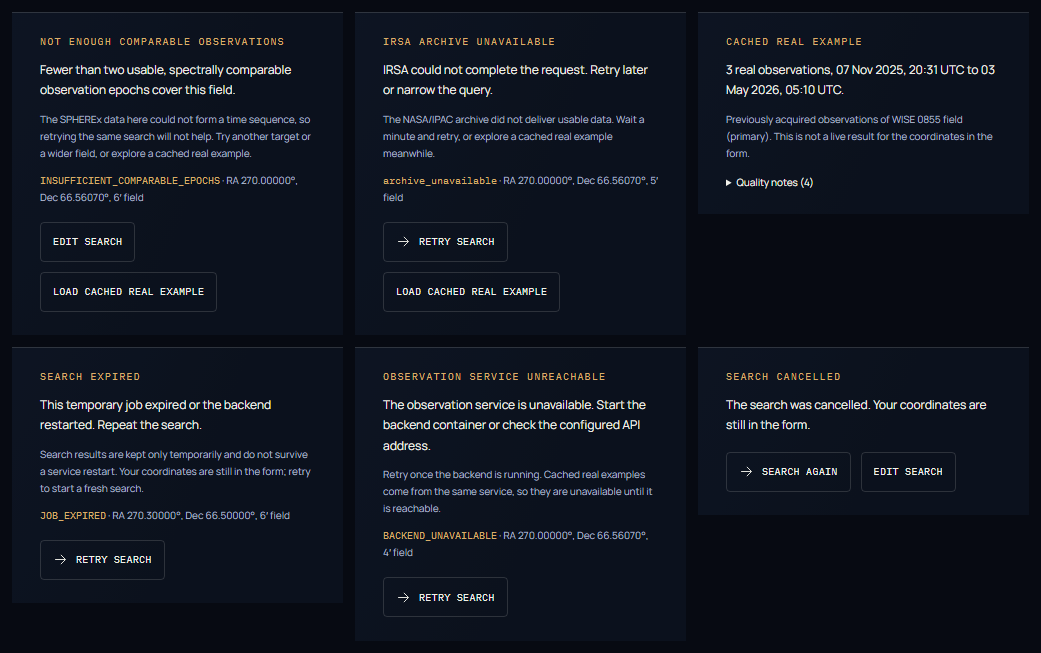 NOT ENOUGH COMPARABLE OBSERVATIONS
Fewer than two usable, spectrally comparable
observation epochs cover this field.
The SPHEREx data here could not form a time sequence, so
retrying the same search will not help. Try another target or
a wider field, or explore a cached real example.
INSUFFICIENT_COMPARABLE_EPOCHS · RA 270.00000°,
Dec 66.56070°, 6′ field
EDIT SEARCH
LOAD CACHED REAL EXAMPLE
IRSA ARCHIVE UNAVAILABLE
IRSA could not complete the request. Retry later
or narrow the query.
The NASA/IPAC archive did not deliver usable data. Wait a
minute and retry, or explore a cached real example
meanwhile.
archive_unavailable · RA 270.00000°, Dec 66.56070°, 5′
field
→ RETRY SEARCH
LOAD CACHED REAL EXAMPLE
CACHED REAL EXAMPLE
3 real observations, 07 Nov 2025, 20:31 UTC to 03
May 2026, 05:10 UTC.
Previously acquired observations of WISE 0855 field
(primary). This is not a live result for the coordinates in the
form.
▶ Quality notes (4)
SEARCH EXPIRED
This temporary job expired or the backend
restarted. Repeat the search.
Search results are kept only temporarily and do not survive
a service restart. Your coordinates are still in the form; retry
to start a fresh search.
JOB_EXPIRED · RA 270.30000°, Dec 66.50000°, 6′ field
→ RETRY SEARCH
OBSERVATION SERVICE UNREACHABLE
The observation service is unavailable. Start the
backend container or check the configured API
address.
Retry once the backend is running. Cached real examples
come from the same service, so they are unavailable until it
is reachable.
BACKEND_UNAVAILABLE · RA 270.00000°, Dec 66.56070°,
4′ field
→ RETRY SEARCH
SEARCH CANCELLED
The search was cancelled. Your coordinates are
still in the form.
→ SEARCH AGAIN
EDIT SEARCH